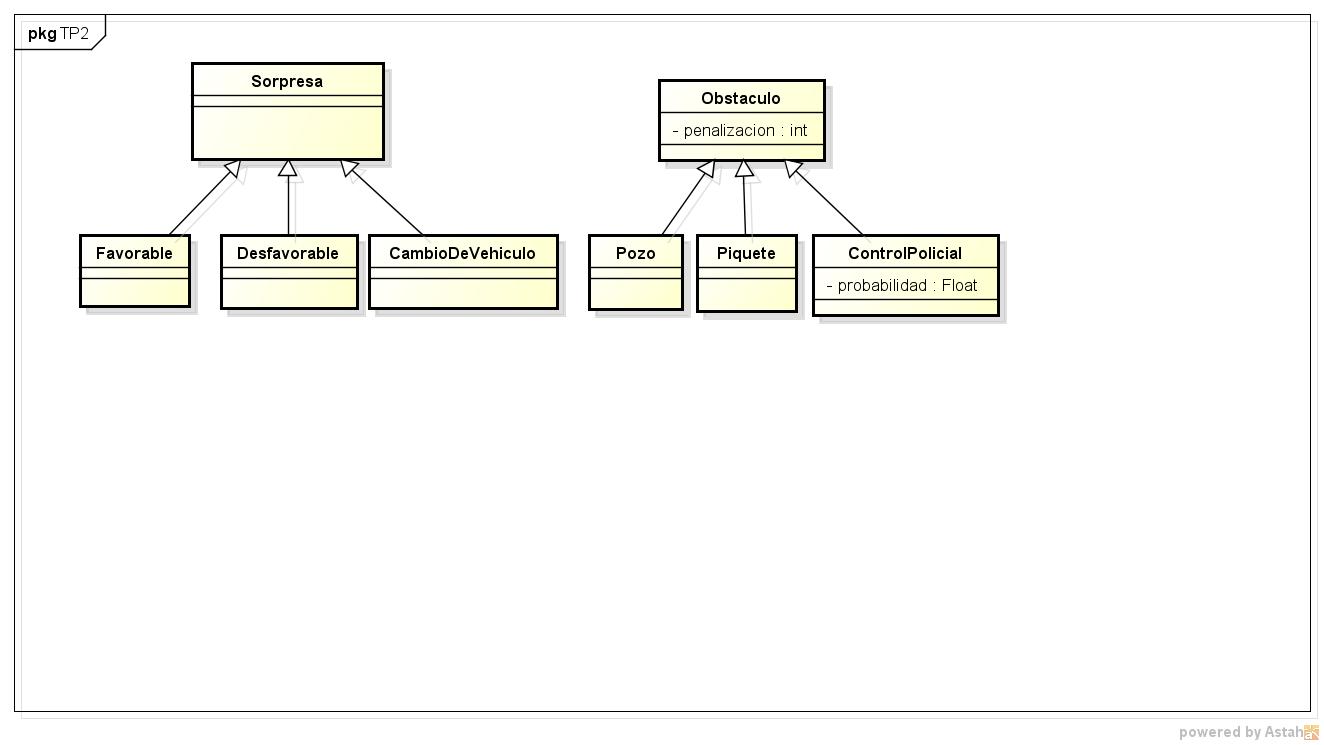 pkg TP2
Sorpresa
Obstaculo
- penalizacion : int
Favorable
Desfavorable
CambioDeVehiculo
Pozo
Piquete
ControlPolicial
- probabilidad : Float
powered by Astah